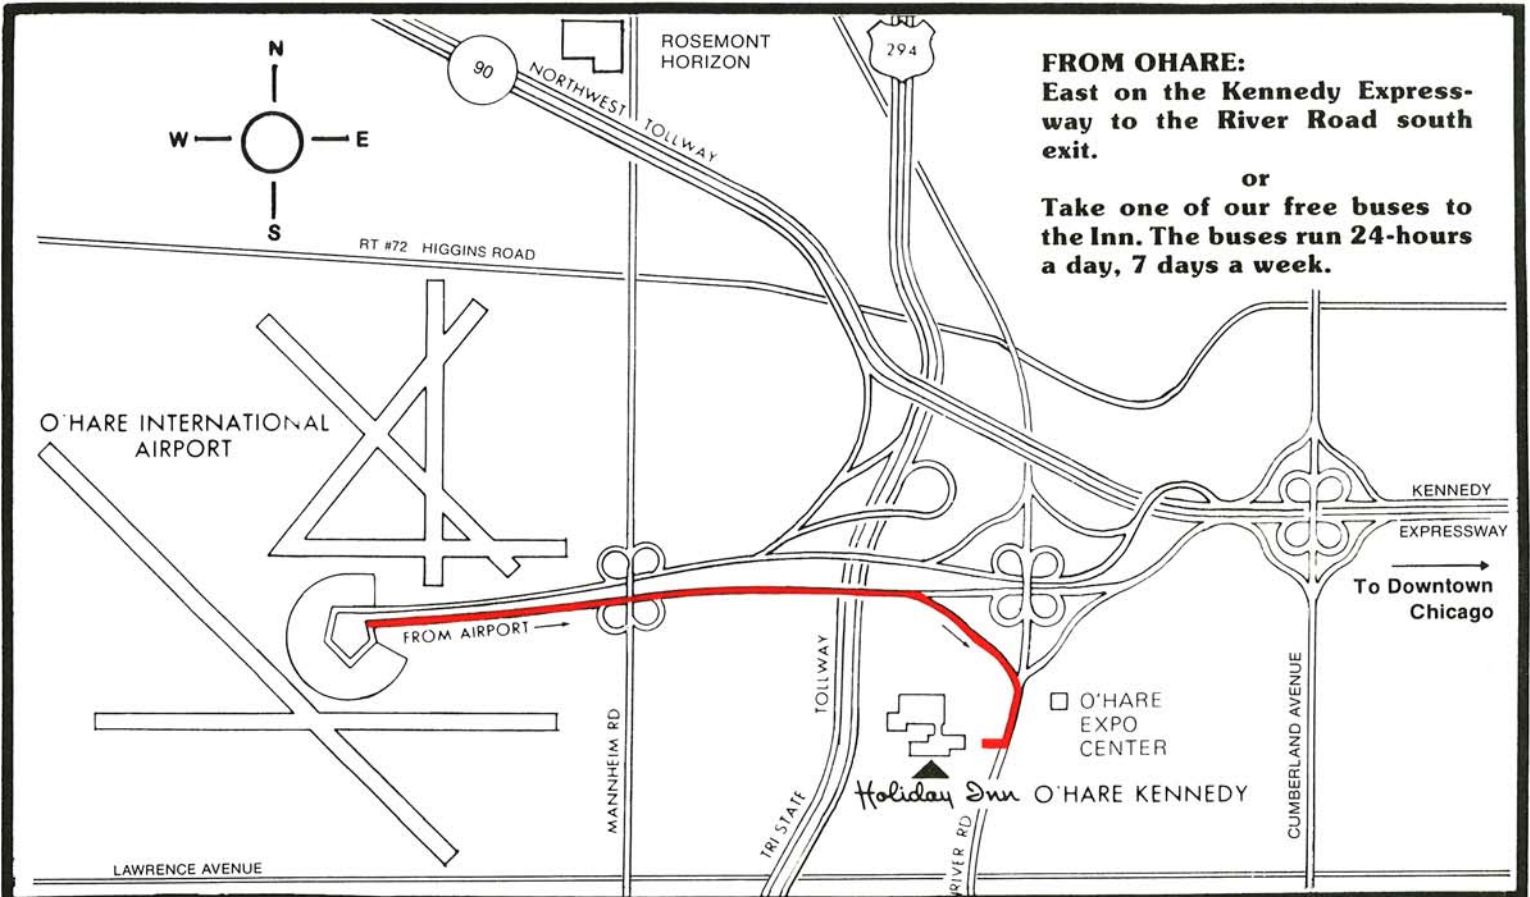 N
W
E
S
90
NORTHWEST TOLLWAY
ROSEMONT
HORIZON
294
FROM OHARE:
East on the Kennedy Express-
way to the River Road south
exit.
or
Take one of our free buses to
the Inn. The buses run 24-hours
a day, 7 days a week.
RT #72 HIGGINS ROAD
O'HARE INTERNATIONAL
AIRPORT
KENNEDY
EXPRESSWAY
To Downtown
Chicago
FROM AIRPORT
MANNHEIM RD
TRI STATE TOLLWAY
O'HARE
EXPO
CENTER
Holiday Inn O'HARE KENNEDY
RIVER RD
CUMBERLAND AVENUE
LAWRENCE AVENUE